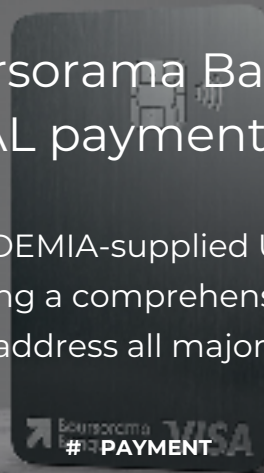 rsorama Ba
AL payment
DEMIA-supplied U
ng a comprehens
address all major
Boursorama
Banque
VISA
# PAYMENT